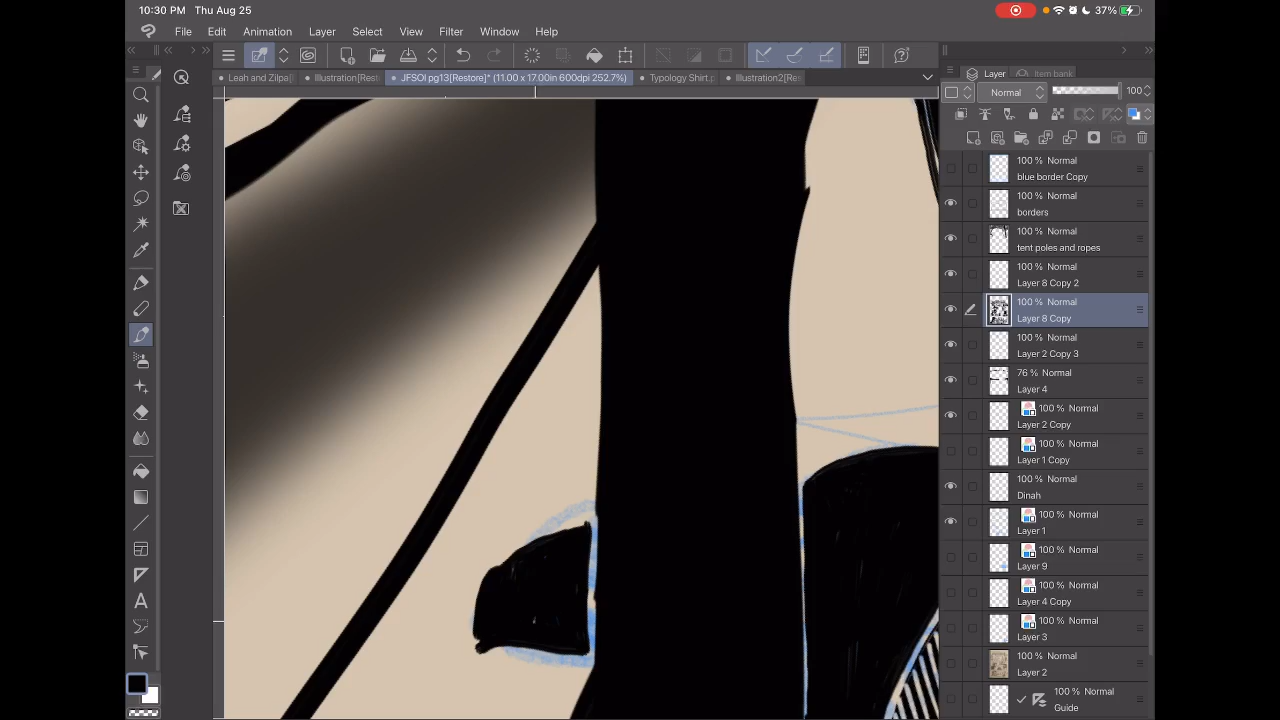 10:30 PM Thu Aug 25
37%
File Edit Animation Layer Select View Filter Window Help
Leah and Zilpa[ Illustration[Rest JFSOI pg13[Restore]* (11.00 x 17.00in 600dpi 252.7%) Typology Shirt. Illustration2[Res
Layer Item bank
Normal 100
100 % Normal
blue border Copy
100 % Normal
borders
100 % Normal
tent poles and ropes
100 % Normal
Layer 8 Copy 2
100 % Normal
Layer 8 Copy
100 % Normal
Layer 2 Copy 3
76 % Normal
Layer 4
100 % Normal
Layer 2 Copy
100 % Normal
Layer 1 Copy
100 % Normal
Dinah
100 % Normal
Layer 1
100 % Normal
Layer 9
100 % Normal
Layer 4 Copy
100 % Normal
Layer 3
100 % Normal
Layer 2
100 % Normal
Guide